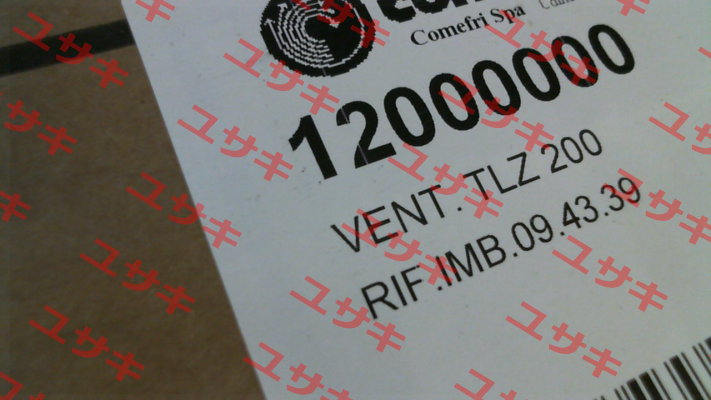 Comefri Spa
12000000
VENT. TLZ 200
RIF.IMB.09.43.39
ユサキ